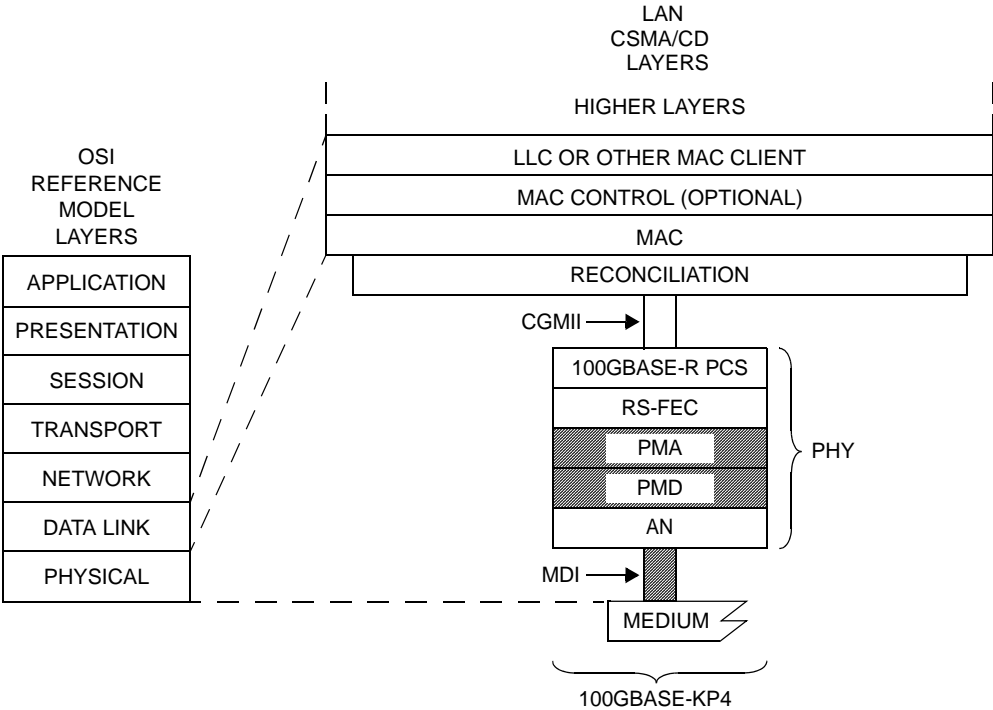 LAN
CSMA/CD
LAYERS
HIGHER LAYERS
LLC OR OTHER MAC CLIENT
MAC CONTROL (OPTIONAL)
MAC
RECONCILIATION
OSI
REFERENCE
MODEL
LAYERS
APPLICATION
PRESENTATION
SESSION
TRANSPORT
NETWORK
DATA LINK
PHYSICAL
CGMII
100GBASE-R PCS
RS-FEC
PMA
PMD
AN
PHY
MDI
MEDIUM
100GBASE-KP4